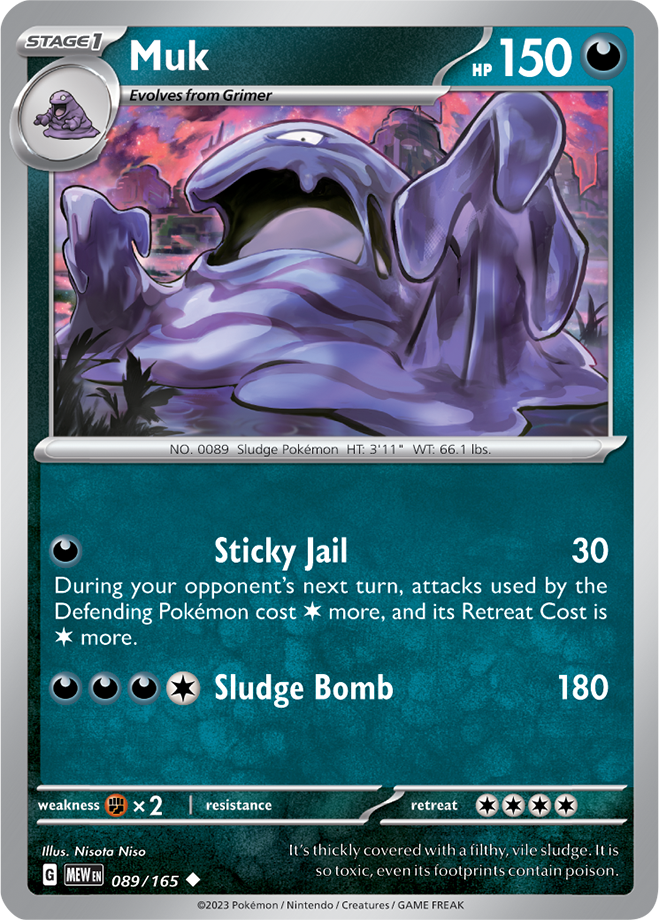 STAGE1
Muk
HP 150
Evolves from Grimer
NO. 0089 Sludge Pokémon HT: 3'11" WT: 66.1 lbs.
Sticky Jail 30
During your opponent's next turn, attacks used by the
Defending Pokémon cost more, and its Retreat Cost is
more.
Sludge Bomb 180
weakness ×2 resistance retreat
Illus. Nisota Niso
It's thickly covered with a filthy, vile sludge. It is
so toxic, even its footprints contain poison.
G MEW EN 089/165
©2023 Pokémon / Nintendo / Creatures / GAME FREAK